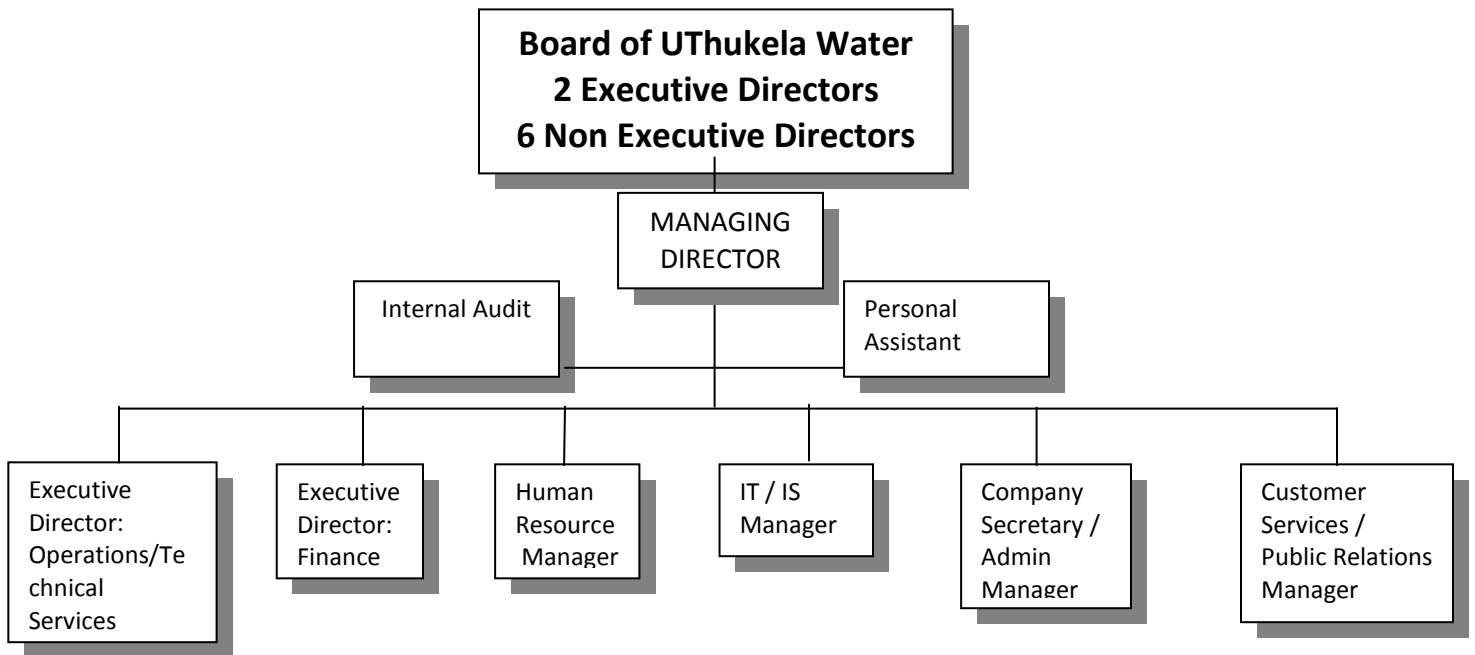 Board of UThukela Water
2 Executive Directors
6 Non Executive Directors
MANAGING
DIRECTOR
Internal Audit
Personal
Assistant
Executive
Director:
Operations/Te
chnical
Services
Executive
Director:
Finance
Human
Resource
Manager
IT / IS
Manager
Company
Secretary /
Admin
Manager
Customer
Services /
Public Relations
Manager